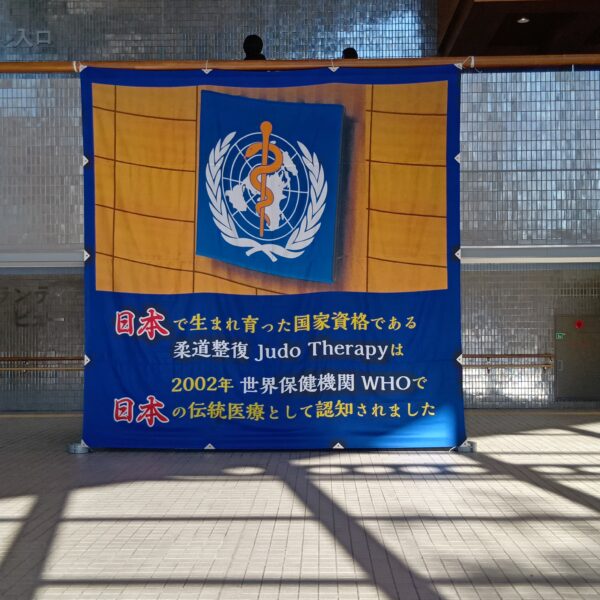 入口
日本で生まれ育った国家資格である
柔道整復 Judo Therapyは
2002年 世界保健機関 WHOで
日本の伝統医療として認知されました